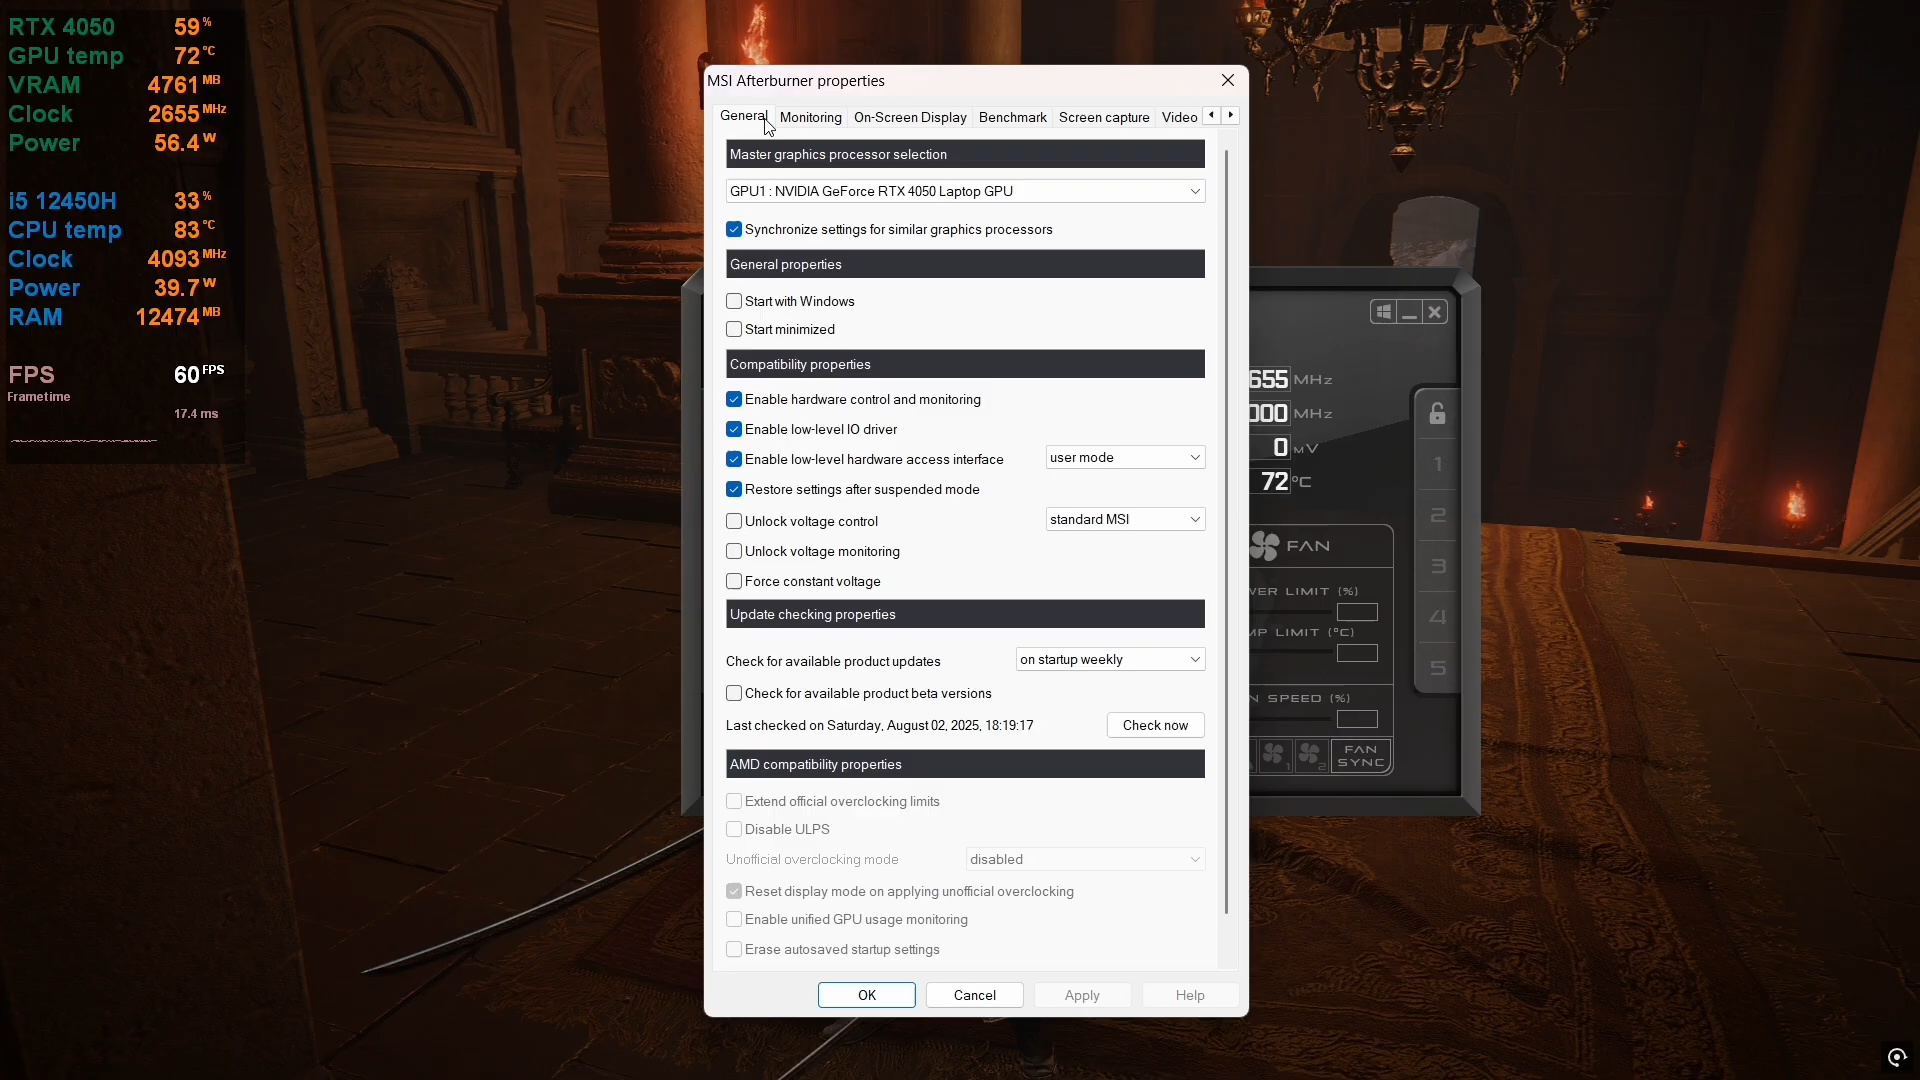 RTX 4050 59 %
GPU temp 72 °C
VRAM 4761 MB
Clock 2655 MHz
Power 56.4 W
i5 12450H 33 %
CPU temp 83 °C
Clock 4093 MHz
Power 39.7 W
RAM 12474 MB
FPS 60 FPS
Frametime
17.4 ms
MSI Afterburner properties
General Monitoring On-Screen Display Benchmark Screen capture Video
Master graphics processor selection
GPU1 : NVIDIA GeForce RTX 4050 Laptop GPU
Synchronize settings for similar graphics processors
General properties
Start with Windows
Start minimized
Compatibility properties
Enable hardware control and monitoring
Enable low-level IO driver
Enable low-level hardware access interface user mode
Restore settings after suspended mode
Unlock voltage control standard MSI
Unlock voltage monitoring
Force constant voltage
Update checking properties
Check for available product updates on startup weekly
Check for available product beta versions
Last checked on Saturday, August 02, 2025, 18:19:17 Check now
AMD compatibility properties
Extend official overclocking limits
Disable ULPS
Unofficial overclocking mode disabled
Reset display mode on applying unofficial overclocking
Enable unified GPU usage monitoring
Erase autosaved startup settings
OK Cancel Apply Help
655 MHz
000 MHz
0 mV
72 °C
FAN
VER LIMIT (%)
MP LIMIT (°C)
N SPEED (%)
1 2 FAN
SYNC
1
2
3
4
5